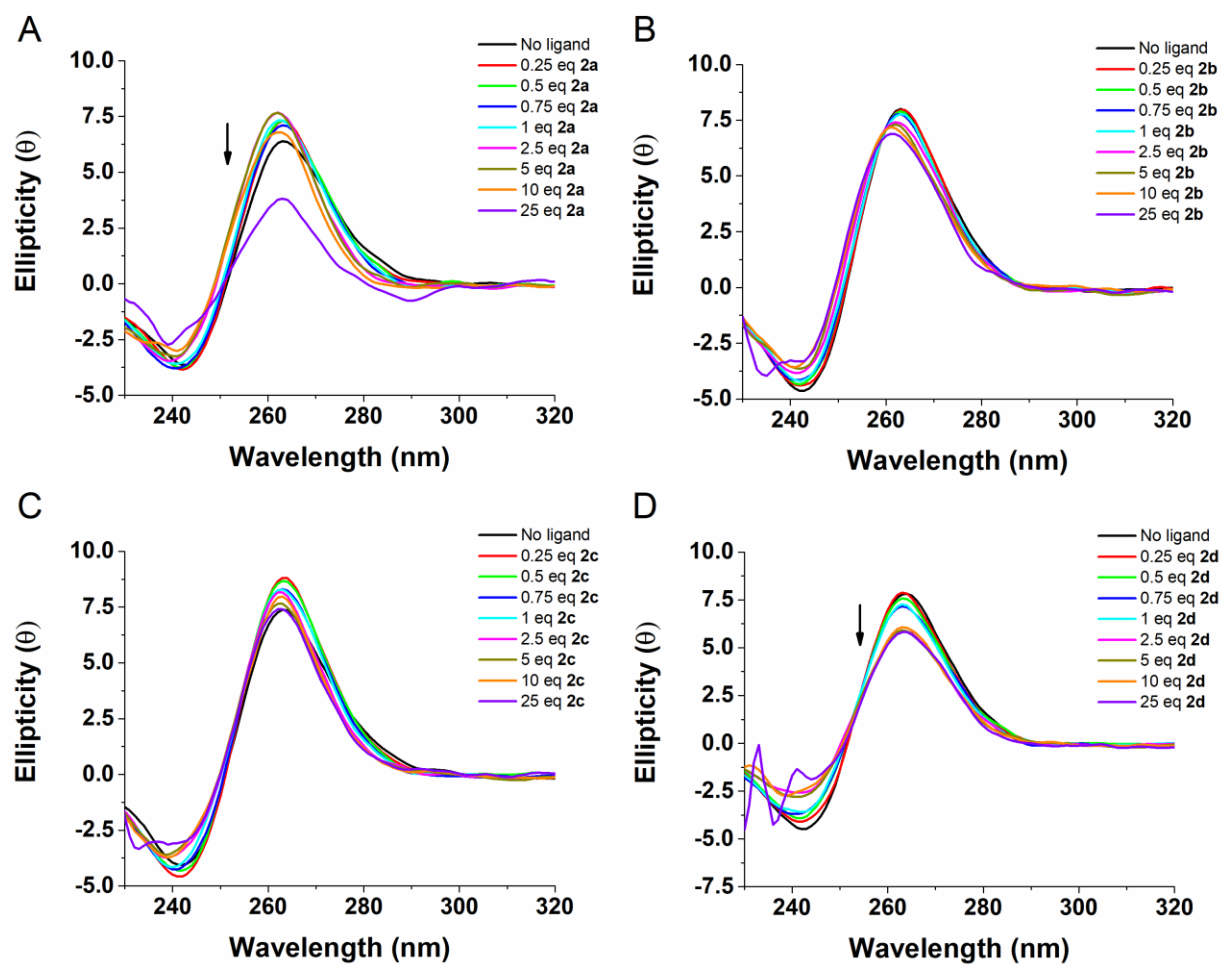 A
No ligand
0.25 eq 2a
0.5 eq 2a
0.75 eq 2a
1 eq 2a
2.5 eq 2a
5 eq 2a
10 eq 2a
25 eq 2a
10.0
7.5
5.0
2.5
0.0
-2.5
-5.0
Ellipticity (θ)
240 260 280 300 320
Wavelength (nm)
B
No ligand
0.25 eq 2b
0.5 eq 2b
0.75 eq 2b
1 eq 2b
2.5 eq 2b
5 eq 2b
10 eq 2b
25 eq 2b
10.0
7.5
5.0
2.5
0.0
-2.5
-5.0
Ellipticity (θ)
240 260 280 300 320
Wavelength (nm)
C
No ligand
0.25 eq 2c
0.5 eq 2c
0.75 eq 2c
1 eq 2c
2.5 eq 2c
5 eq 2c
10 eq 2c
25 eq 2c
10.0
7.5
5.0
2.5
0.0
-2.5
-5.0
Ellipticity (θ)
240 260 280 300 320
Wavelength (nm)
D
No ligand
0.25 eq 2d
0.5 eq 2d
0.75 eq 2d
1 eq 2d
2.5 eq 2d
5 eq 2d
10 eq 2d
25 eq 2d
10.0
7.5
5.0
2.5
0.0
-2.5
-5.0
-7.5
Ellipticity (θ)
240 260 280 300 320
Wavelength (nm)